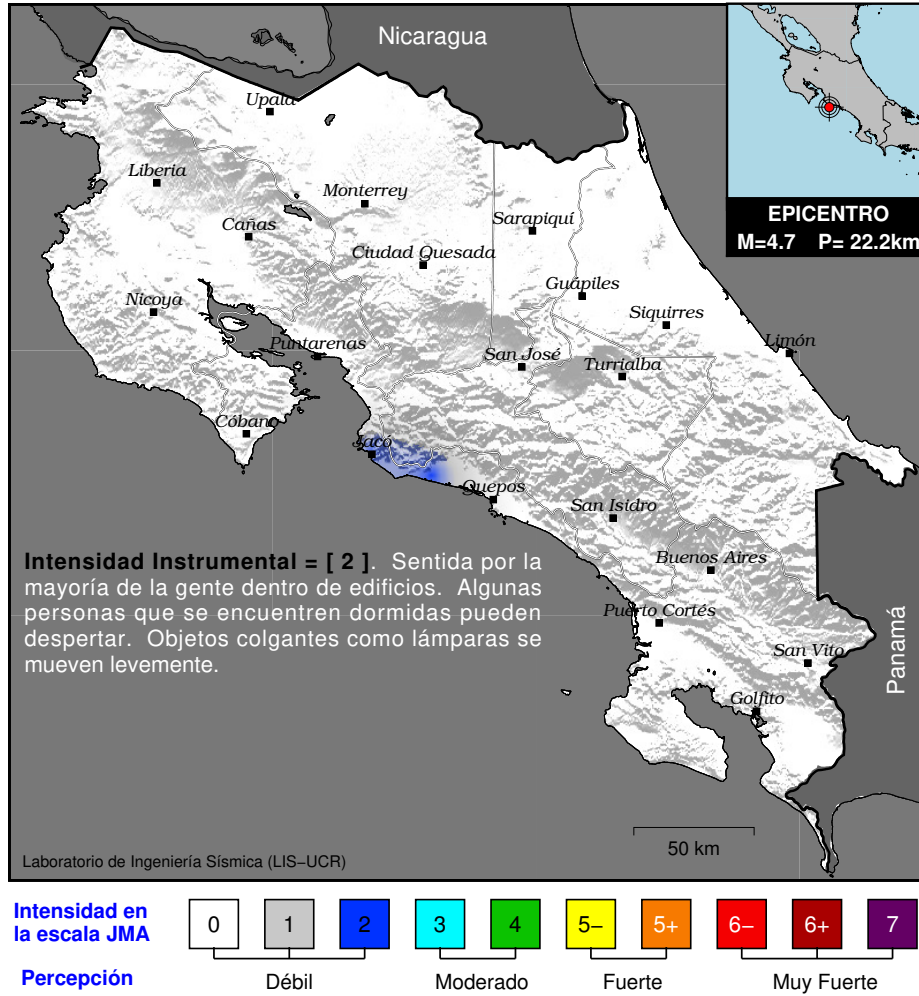 Nicaragua
Upala
Liberia
Monterrey
Cañas
Sarapiquí
Ciudad Quesada
EPICENTRO
M=4.7 P= 22.2km
Nicoya
Guápiles
Siquirres
Puntarenas
San José
Limón
Turrialba
Cóbano
Jacó
Quepos
San Isidro
Intensidad Instrumental = [ 2 ]. Sentida por la
mayoría de la gente dentro de edificios. Algunas
personas que se encuentren dormidas pueden
despertar. Objetos colgantes como lámparas se
mueven levemente.
Buenos Aires
Puerto Cortés
San Vito
Panamá
Golfito
50 km
Laboratorio de Ingeniería Sísmica (LIS−UCR)
Intensidad en
la escala JMA
0 1 2 3 4 5− 5+ 6− 6+ 7
Percepción Débil Moderado Fuerte Muy Fuerte